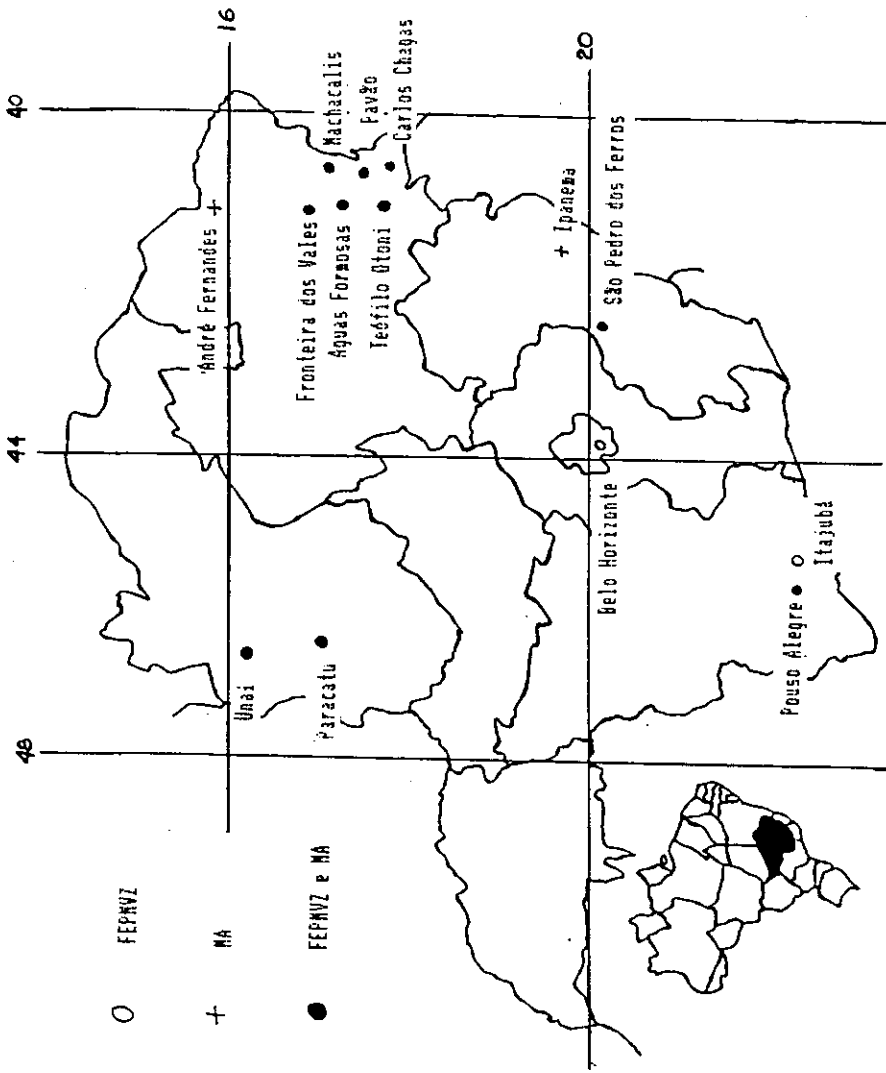 40
44
48
16
20
Machacalis
Pavão
Carlos Chagas
Fronteira dos Vales
Aguas Formosas
Teófilo Otoni
André Fernandes
Ipanema
São Pedro dos Ferros
Unaí
Paracatu
Belo Horizonte
Pouso Alegre
Itajubá
FEPMVZ
MA
FEPMVZ e MA